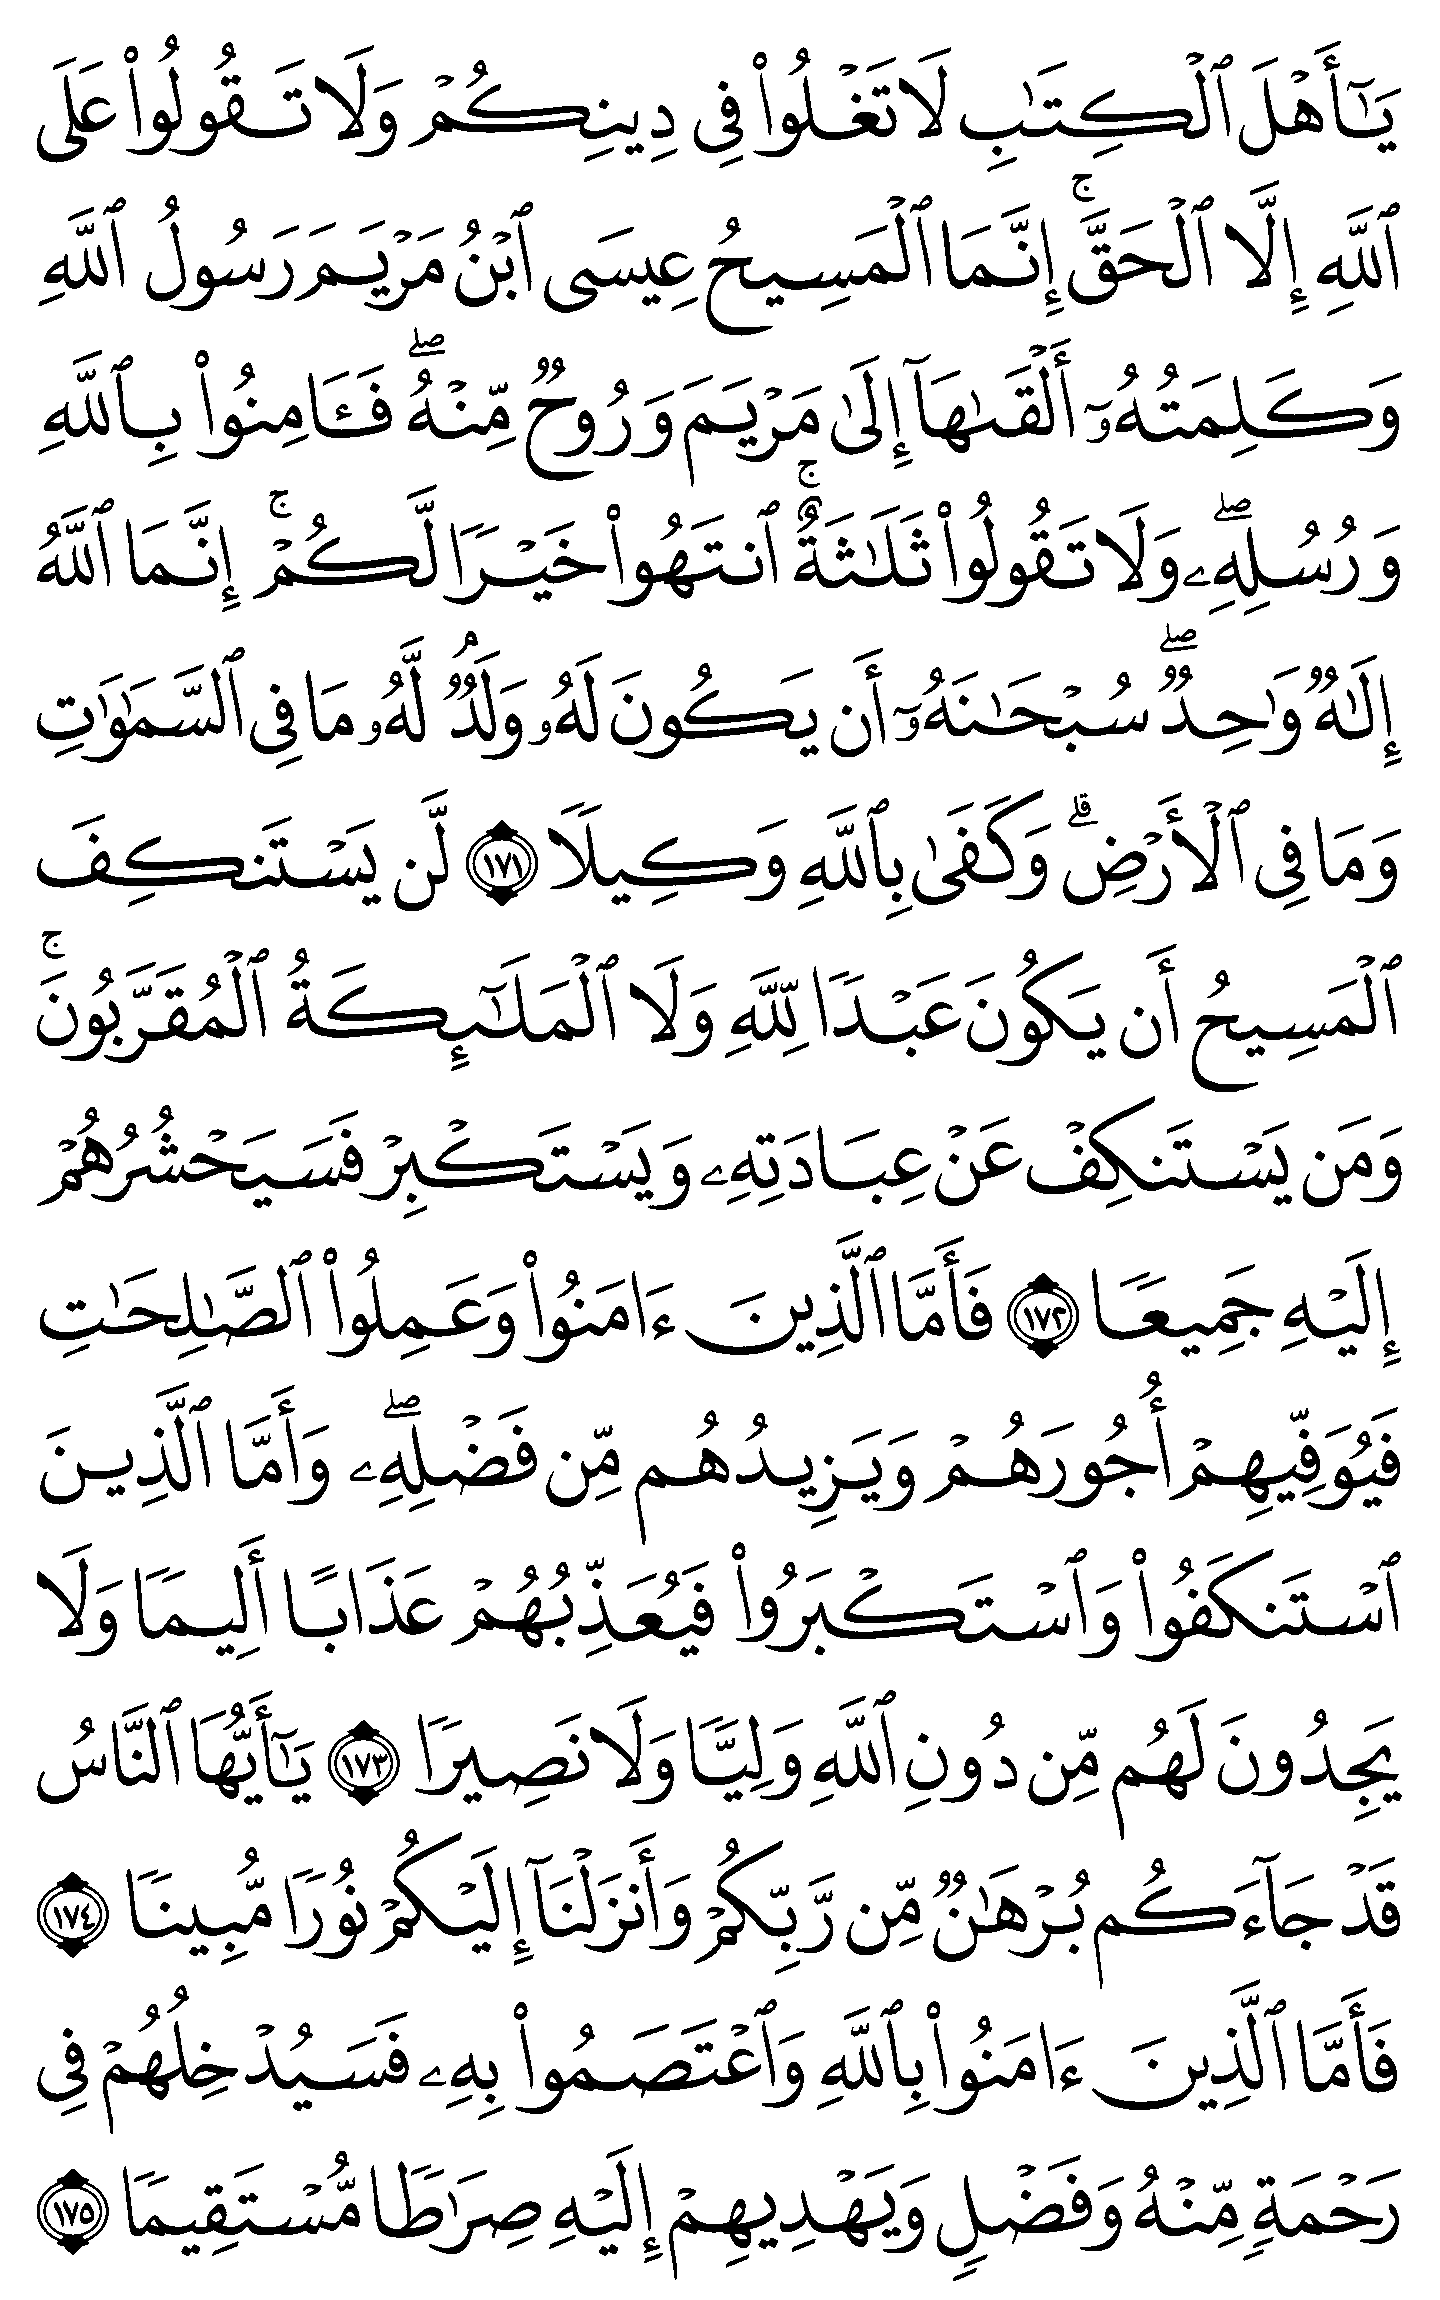 يَـٰٓأَهۡلَ ٱلۡكِتَـٰبِ لَا تَغۡلُواْ فِي دِينِكُمۡ وَلَا تَقُولُواْ عَلَى
ٱللَّهِ إِلَّا ٱلۡحَقَّۚ إِنَّمَا ٱلۡمَسِيحُ عِيسَى ٱبۡنُ مَرۡيَمَ رَسُولُ ٱللَّهِ
وَكَلِمَتُهُۥٓ أَلۡقَىٰهَآ إِلَىٰ مَرۡيَمَ وَرُوحٞ مِّنۡهُۖ فَـَٔامِنُواْ بِٱللَّهِ
وَرُسُلِهِۦۖ وَلَا تَقُولُواْ ثَلَـٰثَةٌۚ ٱنتَهُواْ خَيۡرٗا لَّكُمۡۚ إِنَّمَا ٱللَّهُ
إِلَـٰهٞ وَٰحِدٞۖ سُبۡحَـٰنَهُۥٓ أَن يَكُونَ لَهُۥ وَلَدٞۘ لَّهُۥ مَا فِي ٱلسَّمَـٰوَٰتِ
وَمَا فِي ٱلۡأَرۡضِۗ وَكَفَىٰ بِٱللَّهِ وَكِيلٗا ١٧١ لَّن يَسۡتَنكِفَ
ٱلۡمَسِيحُ أَن يَكُونَ عَبۡدٗا لِّلَّهِ وَلَا ٱلۡمَلَـٰٓئِكَةُ ٱلۡمُقَرَّبُونَۚ
وَمَن يَسۡتَنكِفۡ عَنۡ عِبَادَتِهِۦ وَيَسۡتَكۡبِرۡ فَسَيَحۡشُرُهُمۡ
إِلَيۡهِ جَمِيعٗا ١٧٢ فَأَمَّا ٱلَّذِينَ ءَامَنُواْ وَعَمِلُواْ ٱلصَّـٰلِحَـٰتِ
فَيُوَفِّيهِمۡ أُجُورَهُمۡ وَيَزِيدُهُم مِّن فَضۡلِهِۦۖ وَأَمَّا ٱلَّذِينَ
ٱسۡتَنكَفُواْ وَٱسۡتَكۡبَرُواْ فَيُعَذِّبُهُمۡ عَذَابًا أَلِيمٗا وَلَا
يَجِدُونَ لَهُم مِّن دُونِ ٱللَّهِ وَلِيّٗا وَلَا نَصِيرٗا ١٧٣ يَـٰٓأَيُّهَا ٱلنَّاسُ
قَدۡ جَآءَكُم بُرۡهَـٰنٞ مِّن رَّبِّكُمۡ وَأَنزَلۡنَآ إِلَيۡكُمۡ نُورٗا مُّبِينٗا ١٧٤
فَأَمَّا ٱلَّذِينَ ءَامَنُواْ بِٱللَّهِ وَٱعۡتَصَمُواْ بِهِۦ فَسَيُدۡخِلُهُمۡ فِي
رَحۡمَةٖ مِّنۡهُ وَفَضۡلٖ وَيَهۡدِيهِمۡ إِلَيۡهِ صِرَٰطٗا مُّسۡتَقِيمٗا ١٧٥